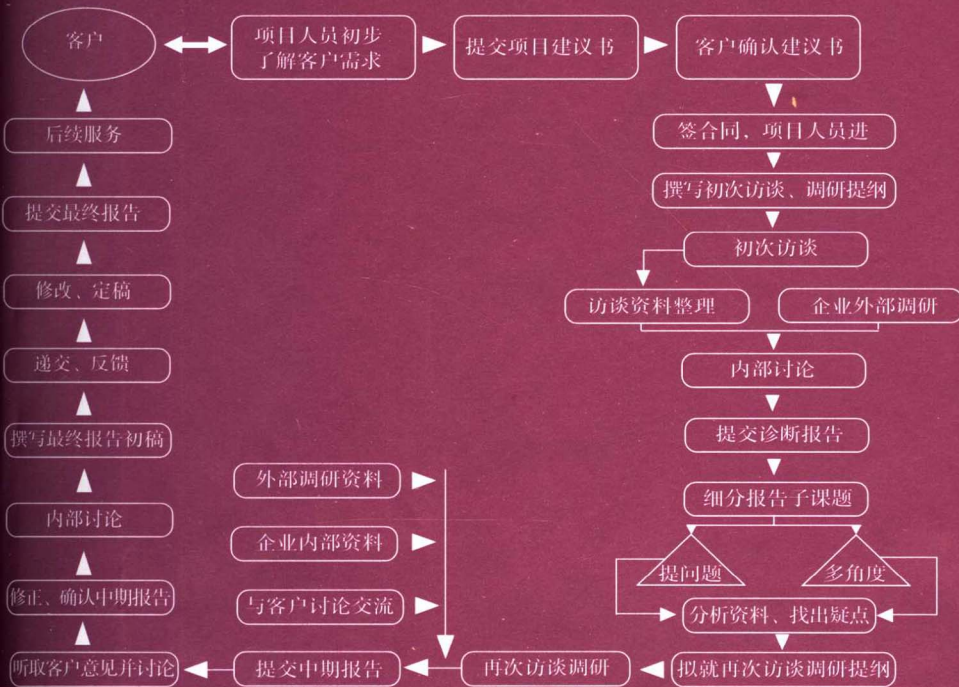 客户
项目人员初步
了解客户需求
提交项目建议书
客户确认建议书
签合同，项目人员进
撰写初次访谈、调研提纲
初次访谈
访谈资料整理
企业外部调研
内部讨论
提交诊断报告
细分报告子课题
提问题
多角度
分析资料、找出疑点
拟就再次访谈调研提纲
再次访谈调研
外部调研资料
企业内部资料
与客户讨论交流
提交中期报告
听取客户意见并讨论
修正、确认中期报告
内部讨论
撰写最终报告初稿
递交、反馈
修改、定稿
提交最终报告
后续服务